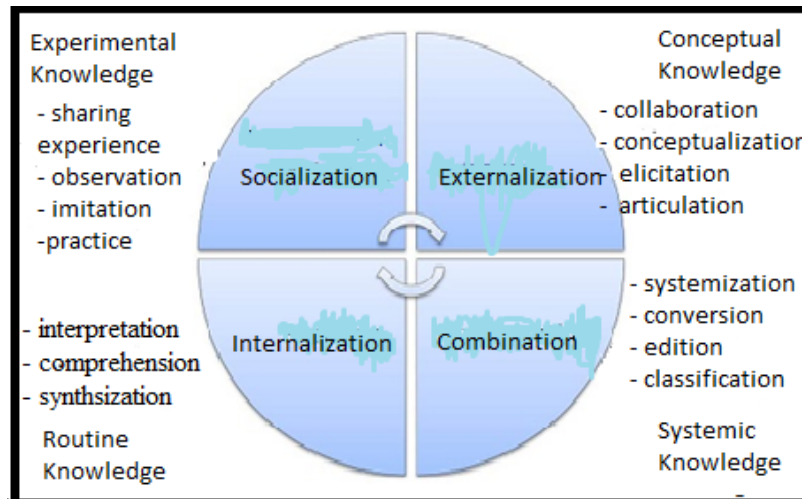 Experimental
Knowledge
- sharing
experience
- observation
- imitation
-practice
Socialization
Conceptual
Knowledge
- collaboration
- conceptualization
- elicitation
- articulation
Externalization
- interpretation
- comprehension
- synthsization
Routine
Knowledge
Internalization
Combination
- systemization
- conversion
- edition
- classification
Systemic
Knowledge